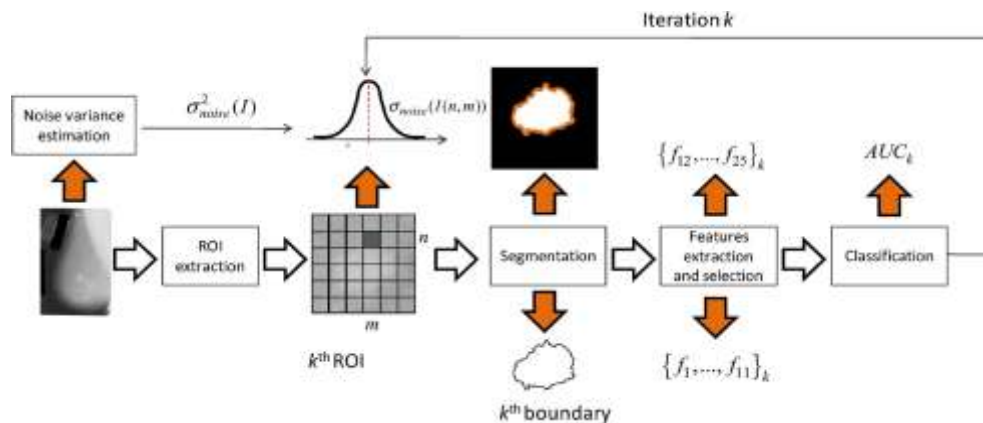 Iteration k
Noise variance
estimation
σ²noise(I)
σnoise(I(n,m))
{f12,...,f25}k
AUCk
ROI
extraction
n
Segmentation
Features
extraction
and selection
Classification
m
kth ROI
{f1,...,f11}k
kth boundary